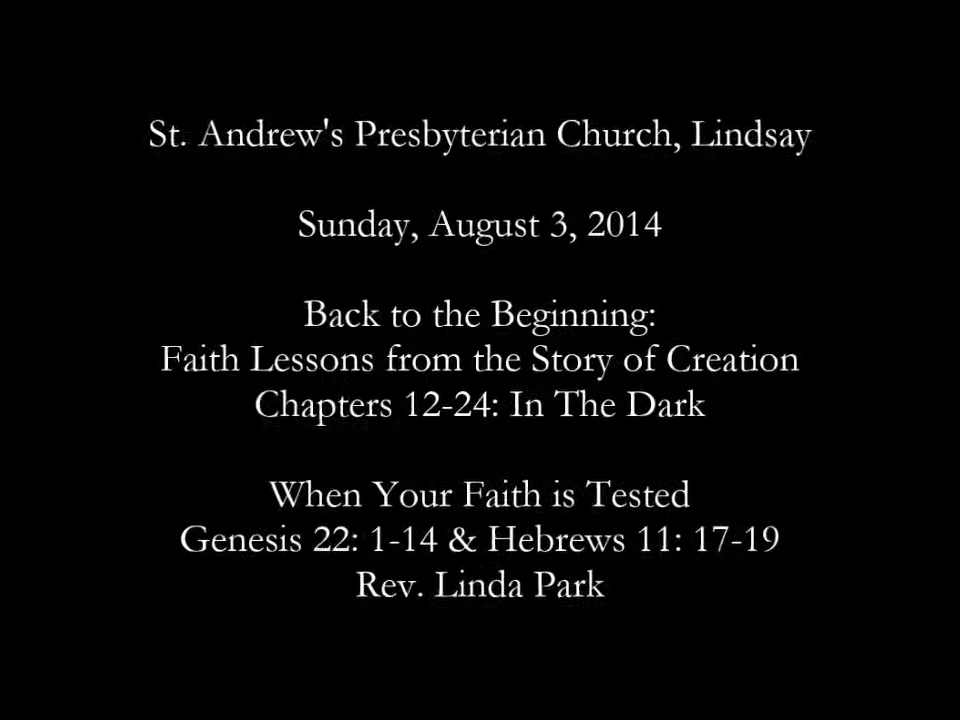 St. Andrew's Presbyterian Church, Lindsay
Sunday, August 3, 2014
Back to the Beginning:
Faith Lessons from the Story of Creation
Chapters 12-24: In The Dark
When Your Faith is Tested
Genesis 22: 1-14 & Hebrews 11: 17-19
Rev. Linda Park